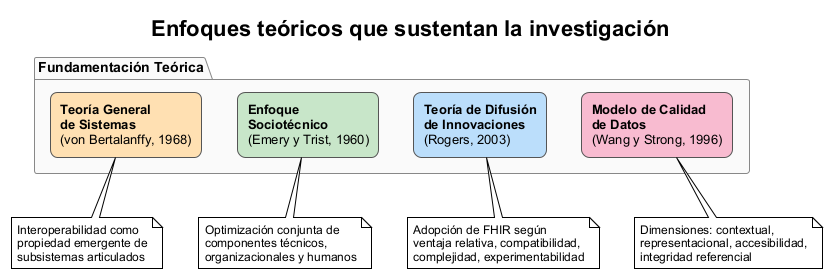 Enfoques teóricos que sustentan la investigación
Fundamentación Teórica
Teoría General
de Sistemas
(von Bertalanffy, 1968)
Enfoque
Sociotécnico
(Emery y Trist, 1960)
Teoría de Difusión
de Innovaciones
(Rogers, 2003)
Modelo de Calidad
de Datos
(Wang y Strong, 1996)
Interoperabilidad como
propiedad emergente de
subsistemas articulados
Optimización conjunta de
componentes técnicos,
organizacionales y humanos
Adopción de FHIR según
ventaja relativa, compatibilidad,
complejidad, experimentabilidad
Dimensiones: contextual,
representacional, accesibilidad,
integridad referencial